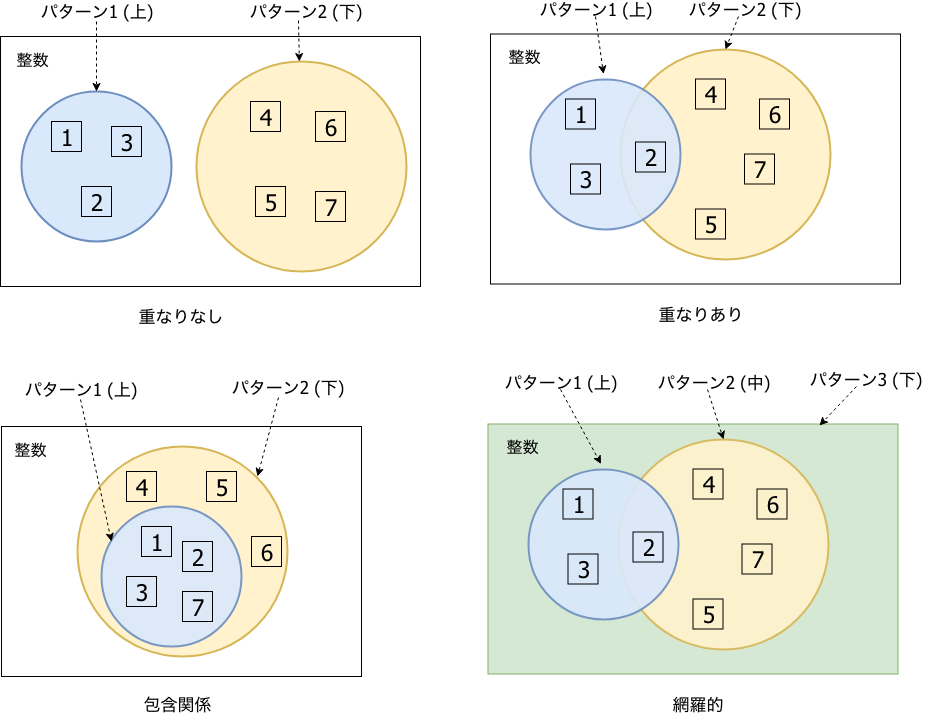 パターン1 (上)
パターン2 (下)
整数
1
3
2
4
6
5
7
重なりなし
パターン1 (上)
パターン2 (下)
整数
1
3
2
4
6
7
5
重なりあり
パターン1 (上)
パターン2 (下)
整数
4
5
1
2
6
3
7
包含関係
パターン1 (上)
パターン2 (中)
パターン3 (下)
整数
1
3
2
4
6
7
5
網羅的